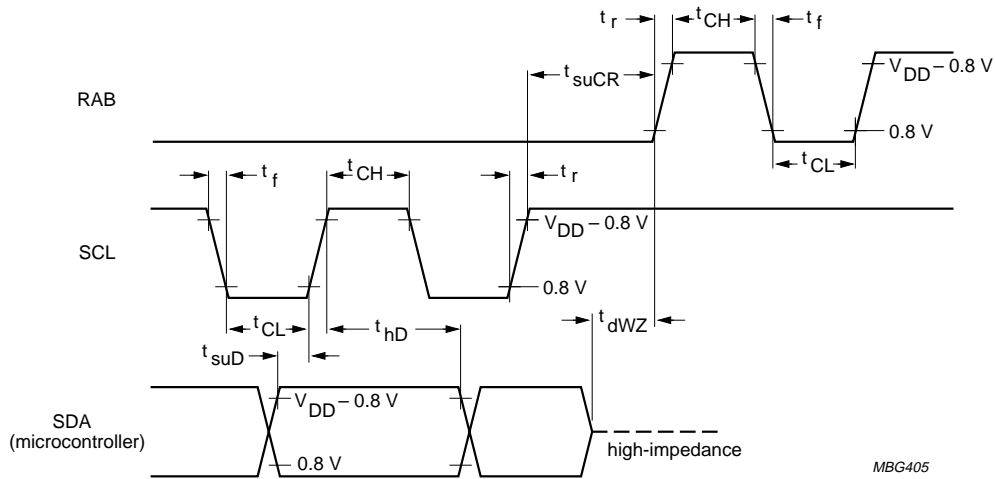 t r t CH t f
t suCR
V DD – 0.8 V
RAB
0.8 V
t CL
t f t CH t r
V DD – 0.8 V
SCL
0.8 V
t CL t hD t dWZ
t suD
V DD – 0.8 V
SDA
(microcontroller)
high-impedance
0.8 V
MBG405